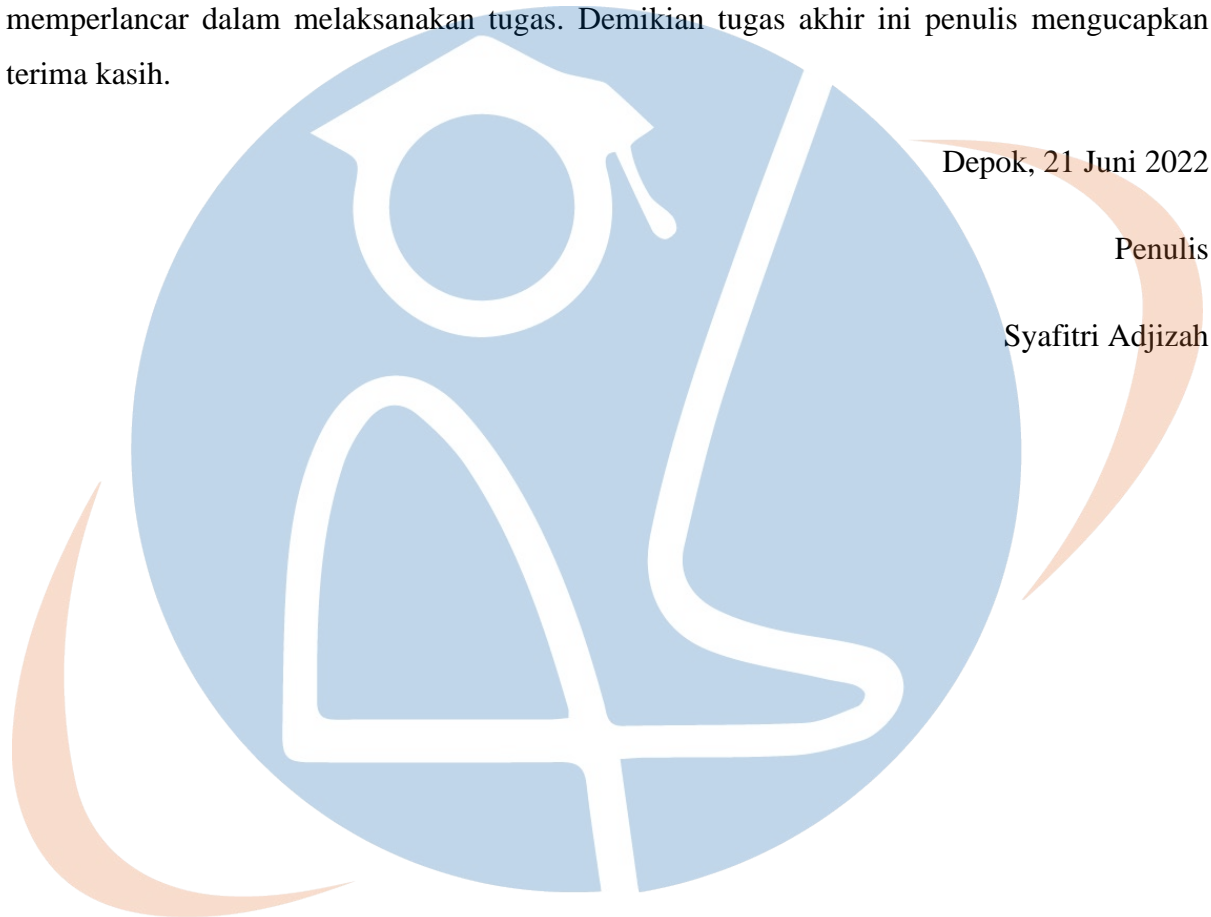 memperlancar dalam melaksanakan tugas. Demikian tugas akhir ini penulis mengucapkan
terima kasih.
Depok, 21 Juni 2022
Penulis
Syafitri Adjizah